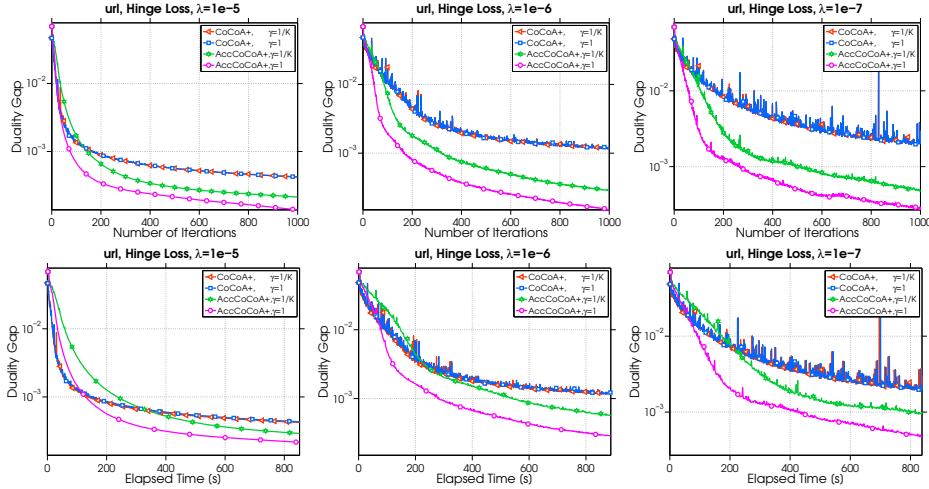 url, Hinge Loss, λ=1e−5
Duality Gap
10⁻²
10⁻³
0 200 400 600 800 1000
Number of Iterations
CoCoA+, γ=1/K
CoCoA+, γ=1
AccCoCoA+,γ=1/K
AccCoCoA+,γ=1
url, Hinge Loss, λ=1e−6
Duality Gap
10⁻²
10⁻³
0 200 400 600 800 1000
Number of Iterations
CoCoA+, γ=1/K
CoCoA+, γ=1
AccCoCoA+,γ=1/K
AccCoCoA+,γ=1
url, Hinge Loss, λ=1e−7
Duality Gap
10⁻²
10⁻³
0 200 400 600 800 1000
Number of Iterations
CoCoA+, γ=1/K
CoCoA+, γ=1
AccCoCoA+,γ=1/K
AccCoCoA+,γ=1
url, Hinge Loss, λ=1e−5
Duality Gap
10⁻²
10⁻³
0 200 400 600 800
Elapsed Time [s]
CoCoA+, γ=1/K
CoCoA+, γ=1
AccCoCoA+,γ=1/K
AccCoCoA+,γ=1
url, Hinge Loss, λ=1e−6
Duality Gap
10⁻²
10⁻³
0 200 400 600 800
Elapsed Time [s]
CoCoA+, γ=1/K
CoCoA+, γ=1
AccCoCoA+,γ=1/K
AccCoCoA+,γ=1
url, Hinge Loss, λ=1e−7
Duality Gap
10⁻²
10⁻³
0 200 400 600 800
Elapsed Time [s]
CoCoA+, γ=1/K
CoCoA+, γ=1
AccCoCoA+,γ=1/K
AccCoCoA+,γ=1